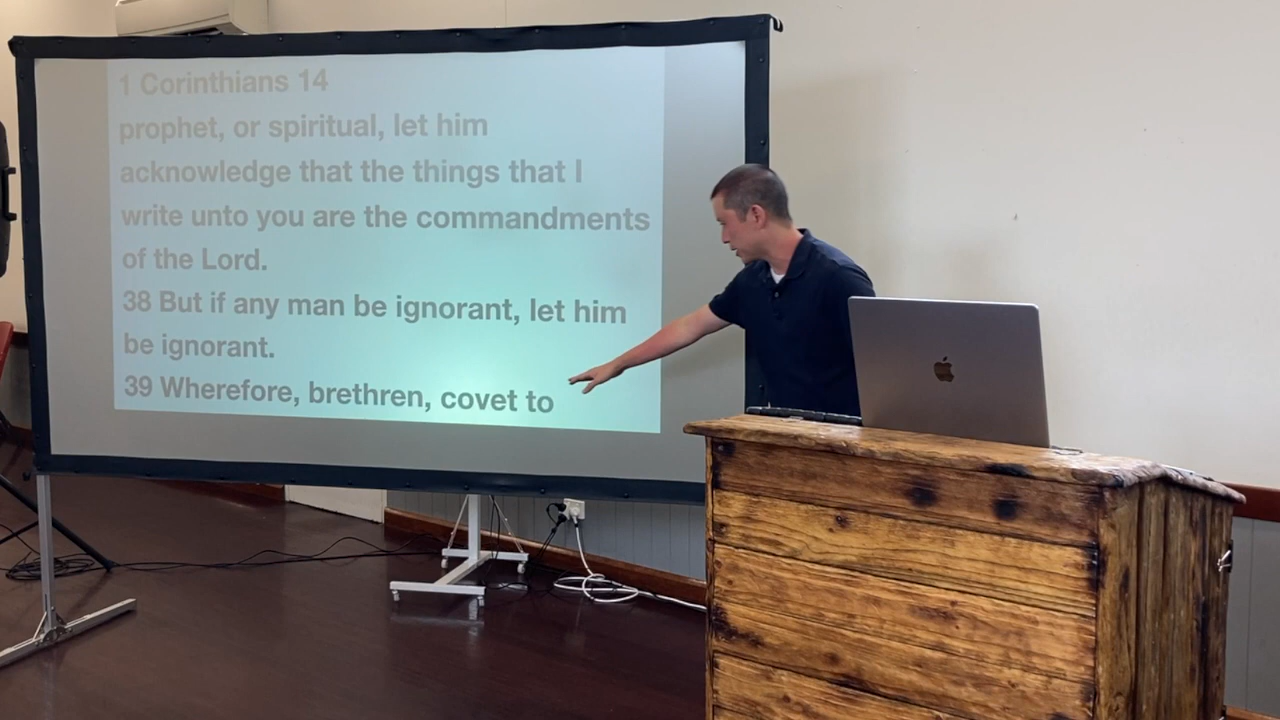 1 Corinthians 14
prophet, or spiritual, let him
acknowledge that the things that I
write unto you are the commandments
of the Lord.
38 But if any man be ignorant, let him
be ignorant.
39 Wherefore, brethren, covet to